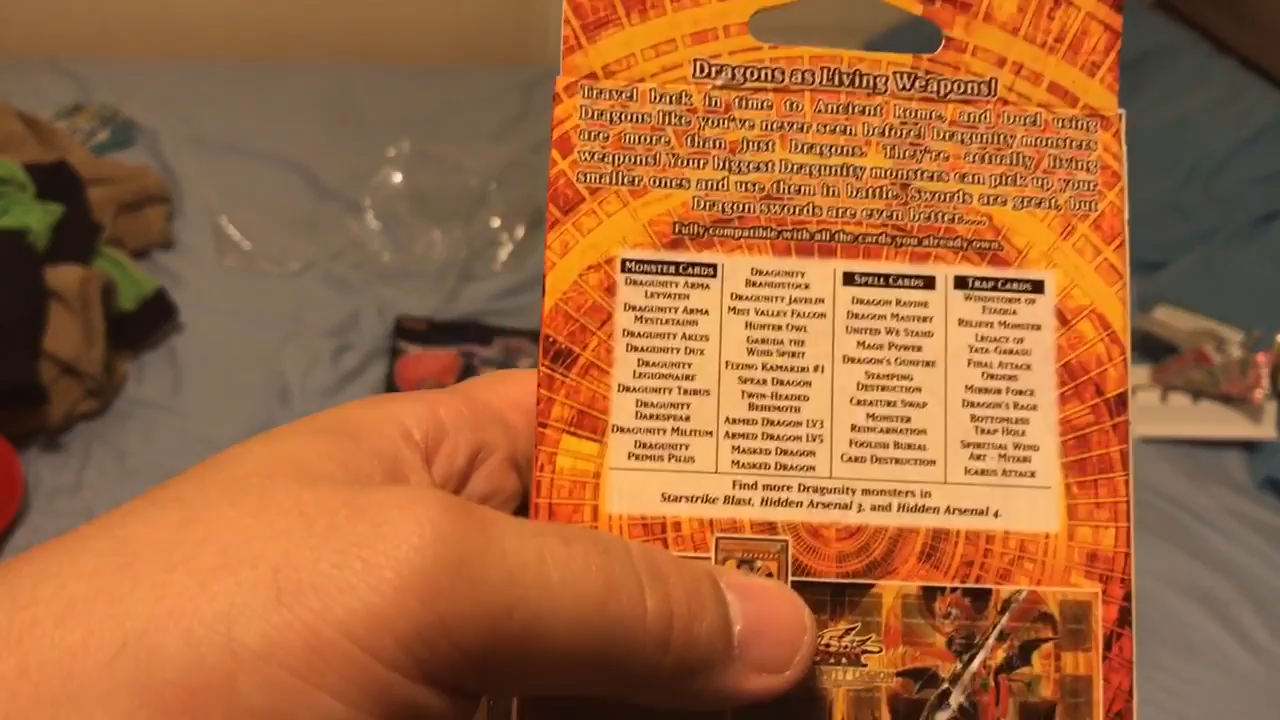 Dragons as Living Weapons!
Travel back in time to Ancient Rome, and Duel using
Dragons like you've never seen before! Dragunity monsters
are more than just Dragons. They're actually living
weapons! Your biggest Dragunity monsters can pick up your
smaller ones and use them in battle. Swords are great, but
Dragon swords are even better....
Fully compatible with all the cards you already own.
MONSTER CARDS
DRAGUNITY ARMA
LEYVATEN
DRAGUNITY ARMA
MYSTLETAINN
DRAGUNITY AKLYS
DRAGUNITY DUX
DRAGUNITY
LEGIONNAIRE
DRAGUNITY TRIBUS
DRAGUNITY
DARKSPEAR
DRAGUNITY MILITUM
DRAGUNITY
PRIMUS PILUS
DRAGUNITY
BRANDISTOCK
DRAGUNITY JAVELIN
MIST VALLEY FALCON
HUNTER OWL
GARUDA THE
WIND SPIRIT
FLYING KAMAKIRI #1
SPEAR DRAGON
TWIN-HEADED
BEHEMOTH
ARMED DRAGON LV3
ARMED DRAGON LV5
MASKED DRAGON
MASKED DRAGON
SPELL CARDS
DRAGON RAVINE
DRAGON MASTERY
UNITED WE STAND
MAGE POWER
DRAGON'S GUNFIRE
STAMPING
DESTRUCTION
CREATURE SWAP
MONSTER
REINCARNATION
FOOLISH BURIAL
CARD DESTRUCTION
TRAP CARDS
WINDSTORM OF
ETAQUA
RELIEVE MONSTER
LEGACY OF
YATA-GARASU
FINAL ATTACK
ORDERS
MIRROR FORCE
DRAGON'S RAGE
BOTTOMLESS
TRAP HOLE
SPIRITUAL WIND
ART - MIYABI
ICARUS ATTACK
Find more Dragunity monsters in
Starstrike Blast, Hidden Arsenal 3, and Hidden Arsenal 4.
5D's
LEGION